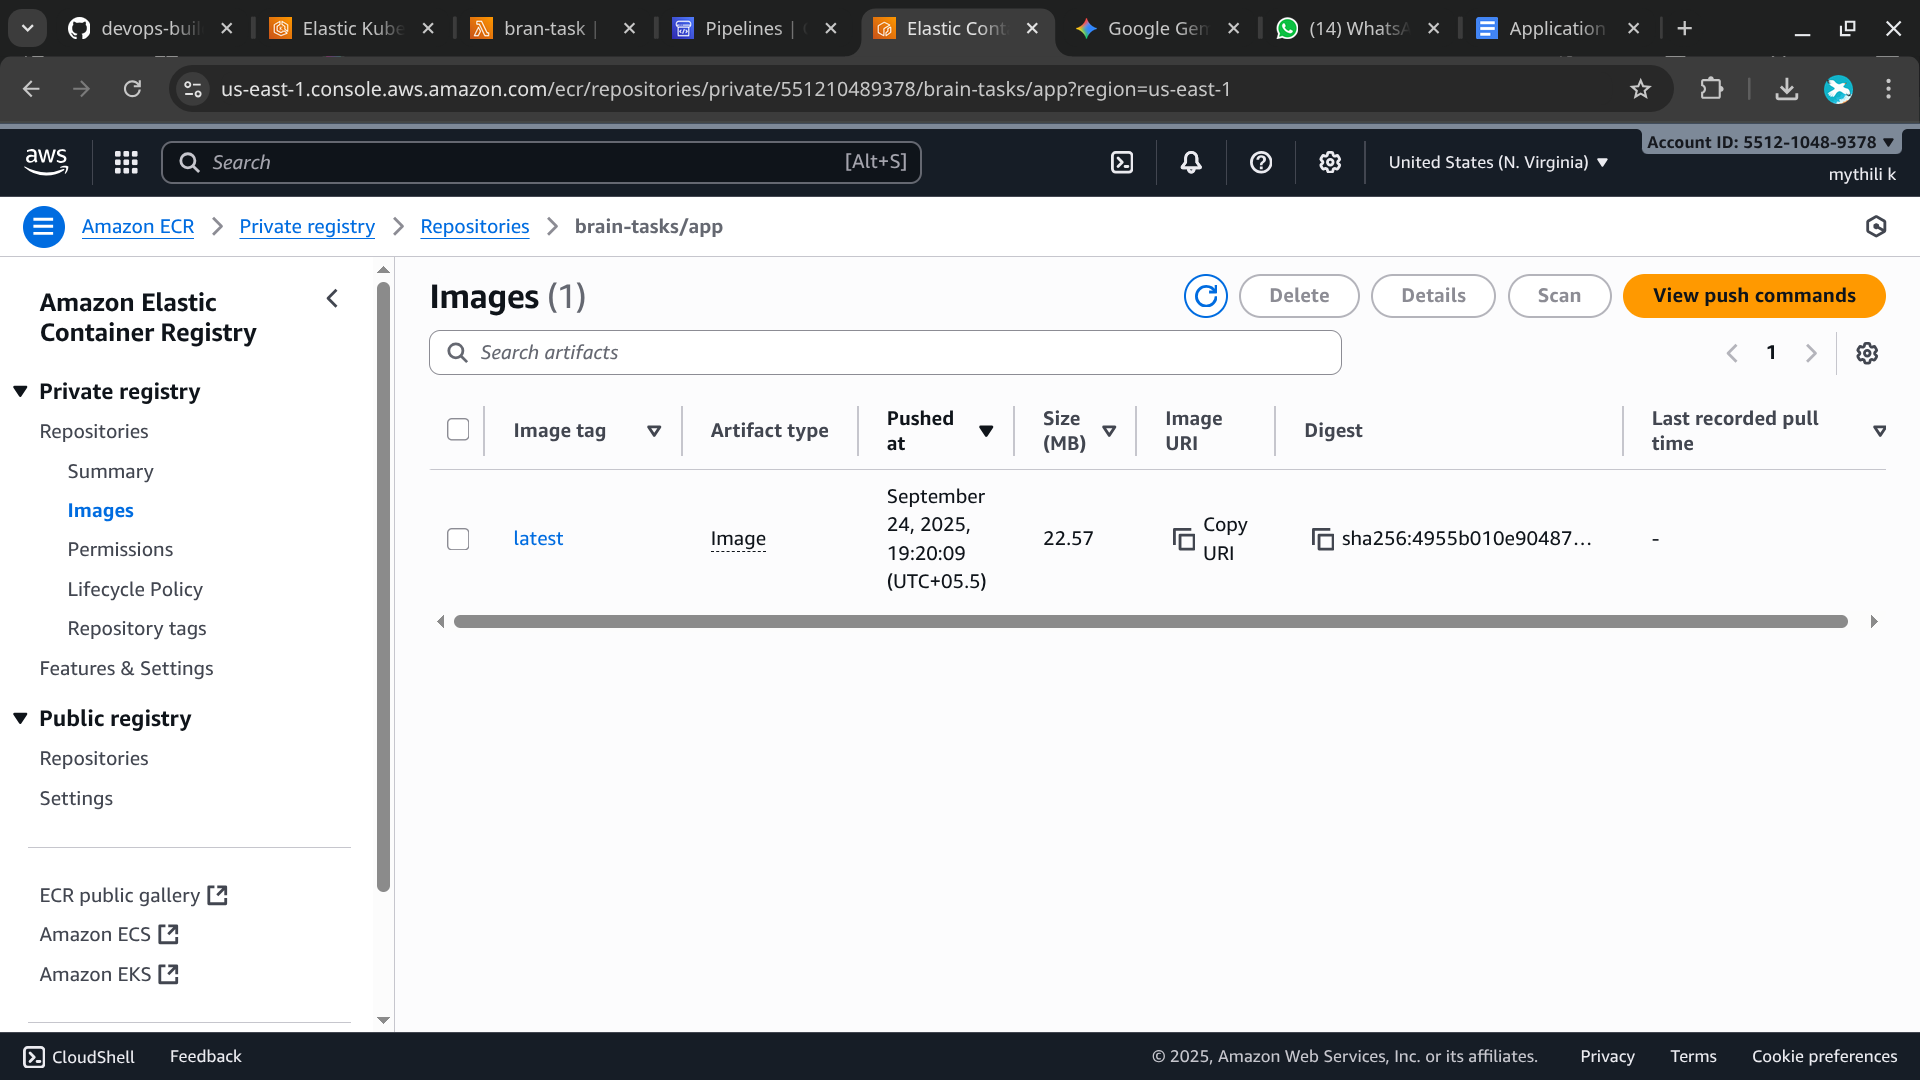 devops-buil
Elastic Kube
bran-task |
Pipelines |
Elastic Cont
Google Gem
(14) WhatsA
Application
us-east-1.console.aws.amazon.com/ecr/repositories/private/551210489378/brain-tasks/app?region=us-east-1
aws
Search
[Alt+S]
United States (N. Virginia)
Account ID: 5512-1048-9378
mythili k
Amazon ECR
Private registry
Repositories
brain-tasks/app
Amazon Elastic
Container Registry
Private registry
Repositories
Summary
Images
Permissions
Lifecycle Policy
Repository tags
Features & Settings
Public registry
Repositories
Settings
ECR public gallery
Amazon ECS
Amazon EKS
Images (1)
Delete
Details
Scan
View push commands
Search artifacts
1
Image tag
Artifact type
Pushed
at
Size
(MB)
Image
URI
Digest
Last recorded pull
time
latest
Image
September
24, 2025,
19:20:09
(UTC+05.5)
22.57
Copy
URI
sha256:4955b010e90487...
-
CloudShell
Feedback
© 2025, Amazon Web Services, Inc. or its affiliates.
Privacy
Terms
Cookie preferences